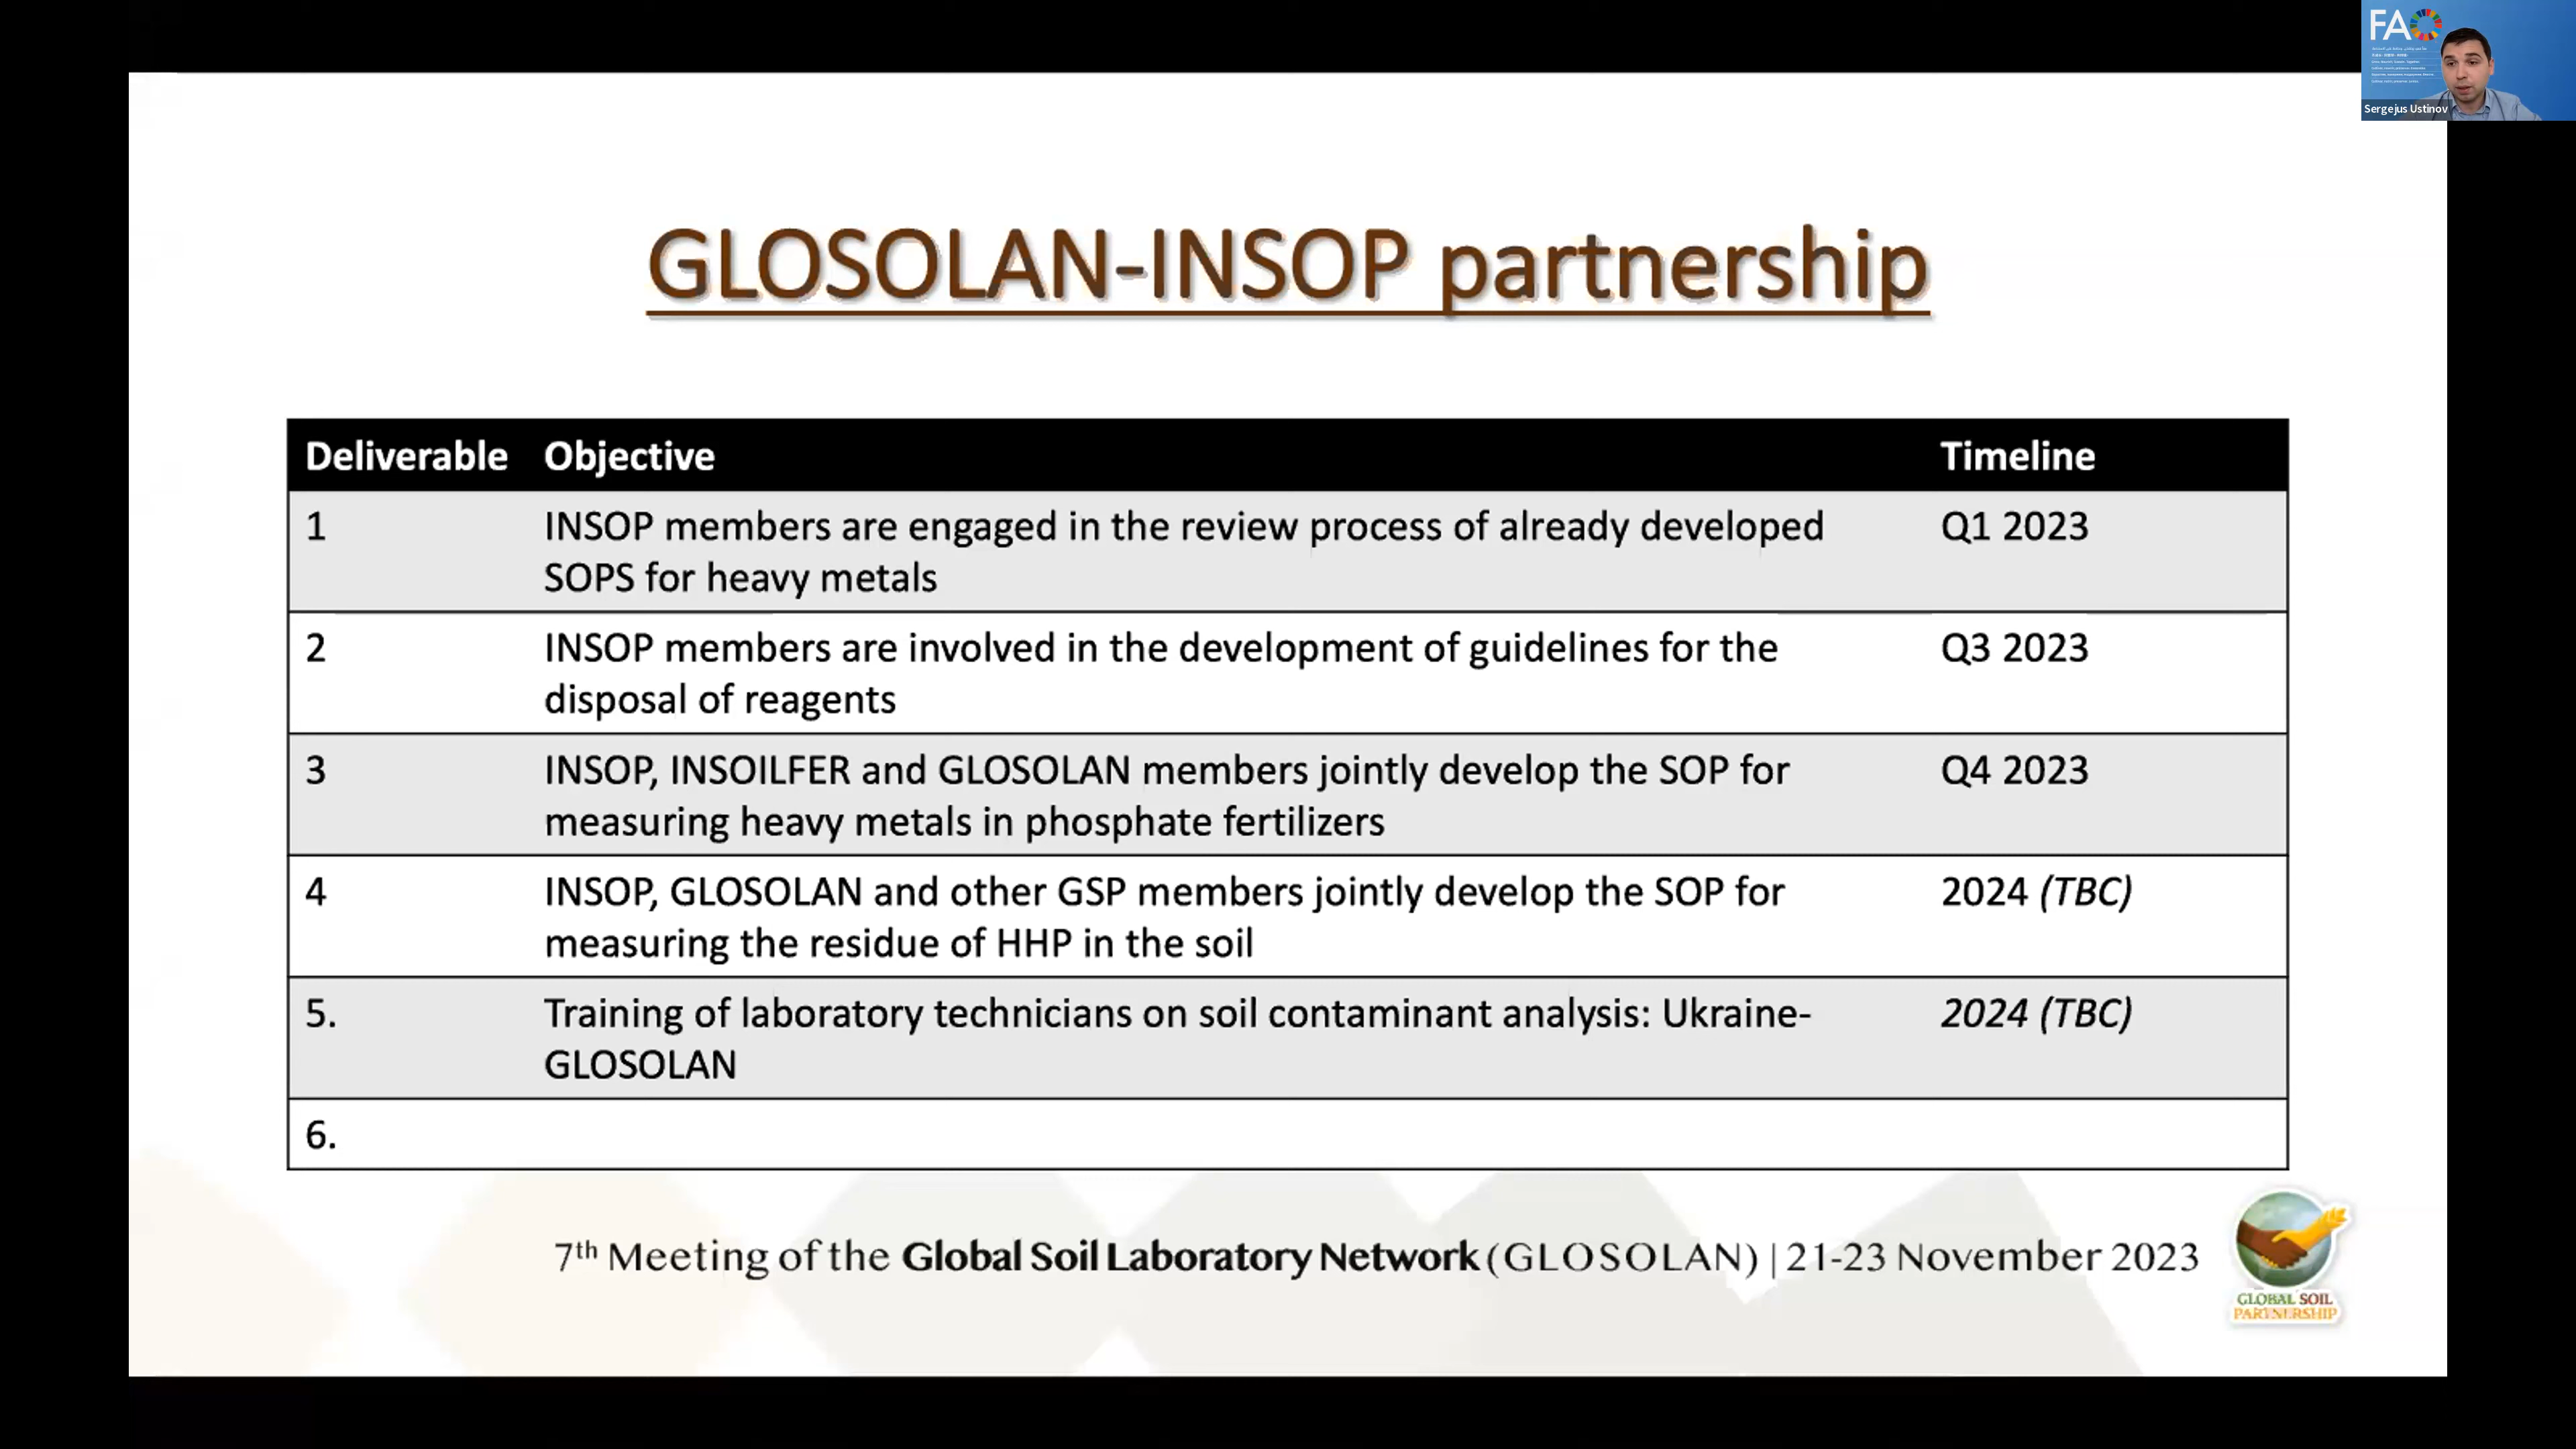 FAO
Sergejus Ustinov
GLOSOLAN-INSOP partnership
Deliverable Objective Timeline
1 INSOP members are engaged in the review process of already developed Q1 2023
SOPS for heavy metals
2 INSOP members are involved in the development of guidelines for the Q3 2023
disposal of reagents
3 INSOP, INSOILFER and GLOSOLAN members jointly develop the SOP for Q4 2023
measuring heavy metals in phosphate fertilizers
4 INSOP, GLOSOLAN and other GSP members jointly develop the SOP for 2024 (TBC)
measuring the residue of HHP in the soil
5. Training of laboratory technicians on soil contaminant analysis: Ukraine- 2024 (TBC)
GLOSOLAN
6.
7th Meeting of the Global Soil Laboratory Network (GLOSOLAN) | 21-23 November 2023
GLOBAL SOIL
PARTNERSHIP